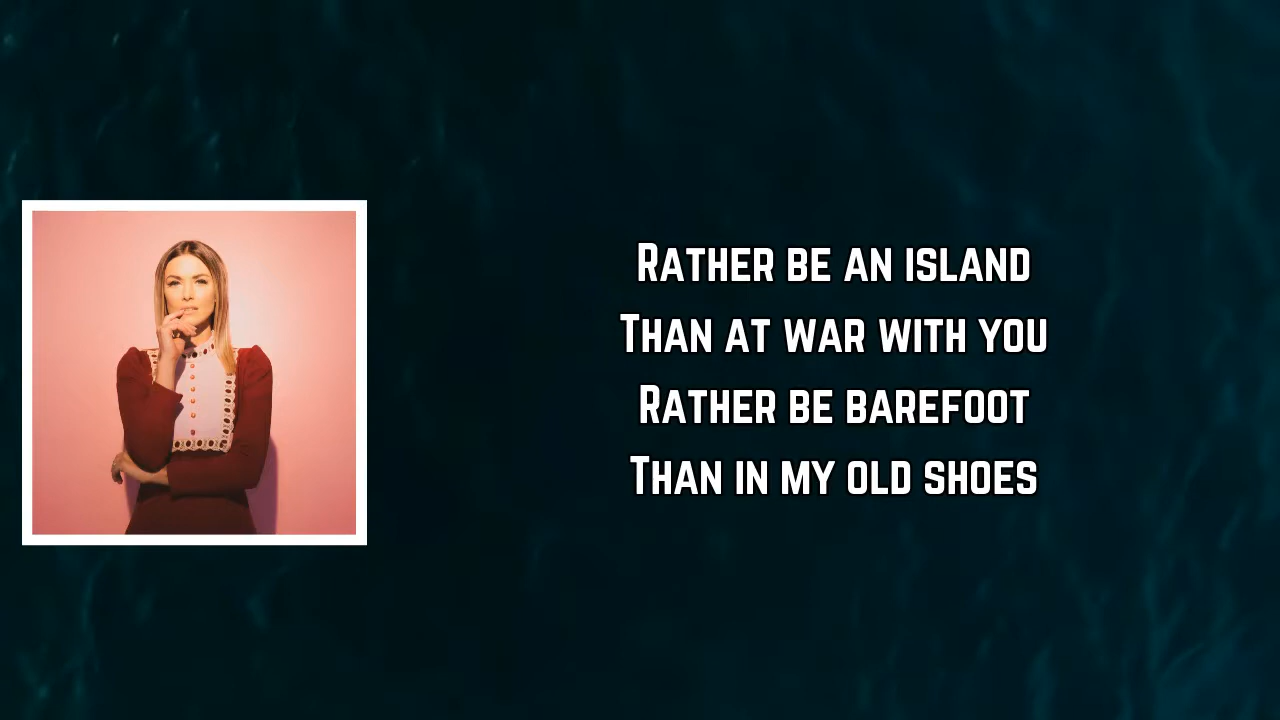 Rather be an island
Than at war with you
Rather be barefoot
Than in my old shoes